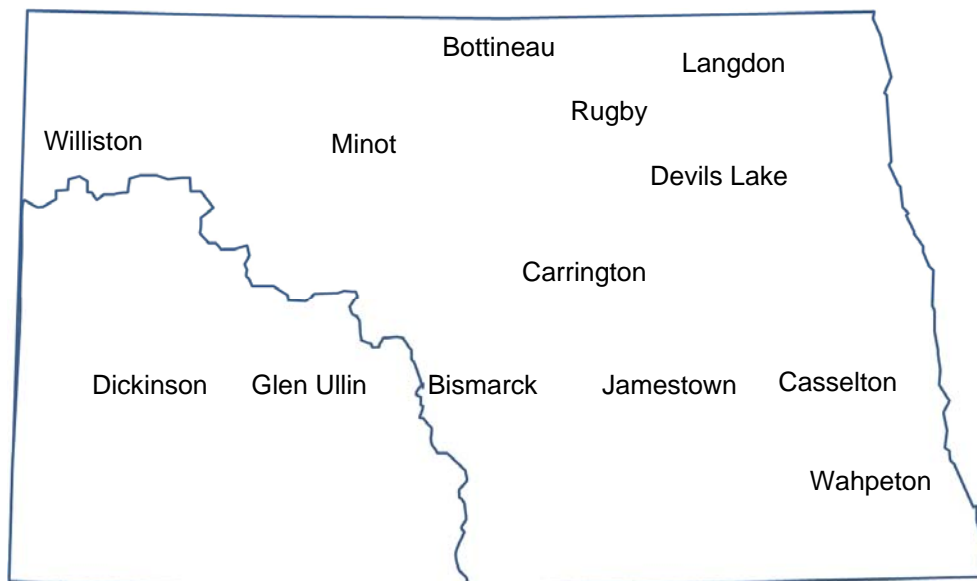 Bottineau
Langdon
Rugby
Williston
Minot
Devils Lake
Carrington
Dickinson
Glen Ullin
Bismarck
Jamestown
Casselton
Wahpeton